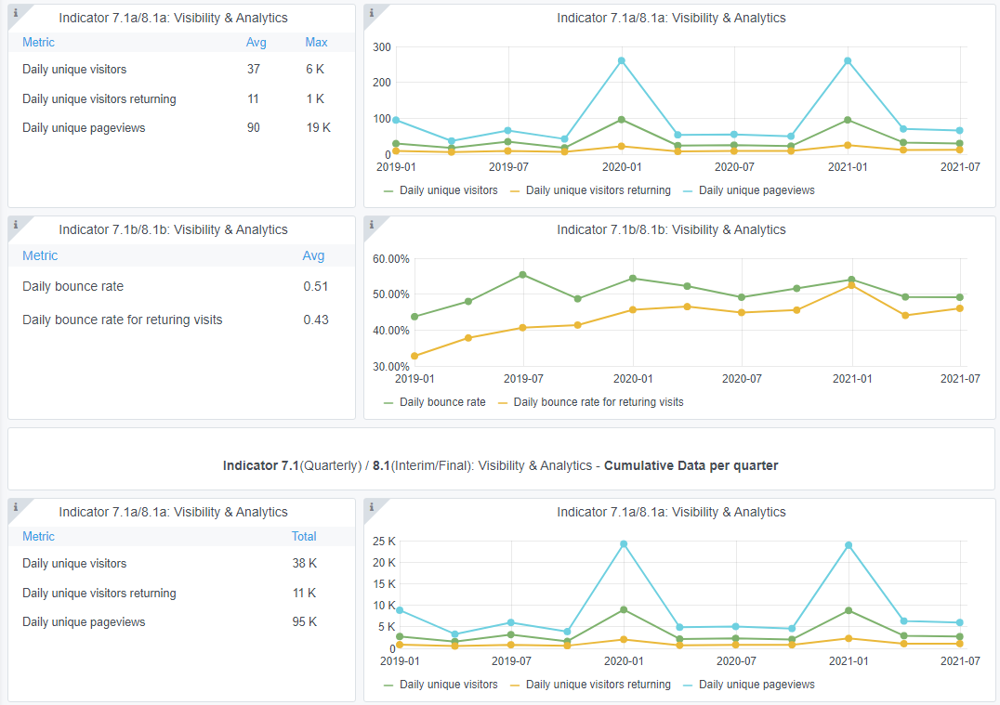 Indicator 7.1a/8.1a: Visibility & Analytics
Metric Avg Max
Daily unique visitors 37 6 K
Daily unique visitors returning 11 1 K
Daily unique pageviews 90 19 K
Indicator 7.1a/8.1a: Visibility & Analytics
300
200
100
0
2019-01 2019-07 2020-01 2020-07 2021-01 2021-07
Daily unique visitors Daily unique visitors returning Daily unique pageviews
Indicator 7.1b/8.1b: Visibility & Analytics
Metric Avg
Daily bounce rate 0.51
Daily bounce rate for returing visits 0.43
Indicator 7.1b/8.1b: Visibility & Analytics
60.00%
50.00%
40.00%
30.00%
2019-01 2019-07 2020-01 2020-07 2021-01 2021-07
Daily bounce rate Daily bounce rate for returing visits
Indicator 7.1(Quarterly) / 8.1(Interim/Final): Visibility & Analytics - Cumulative Data per quarter
Indicator 7.1a/8.1a: Visibility & Analytics
Metric Total
Daily unique visitors 38 K
Daily unique visitors returning 11 K
Daily unique pageviews 95 K
Indicator 7.1a/8.1a: Visibility & Analytics
25 K
20 K
15 K
10 K
5 K
0
2019-01 2019-07 2020-01 2020-07 2021-01 2021-07
Daily unique visitors Daily unique visitors returning Daily unique pageviews